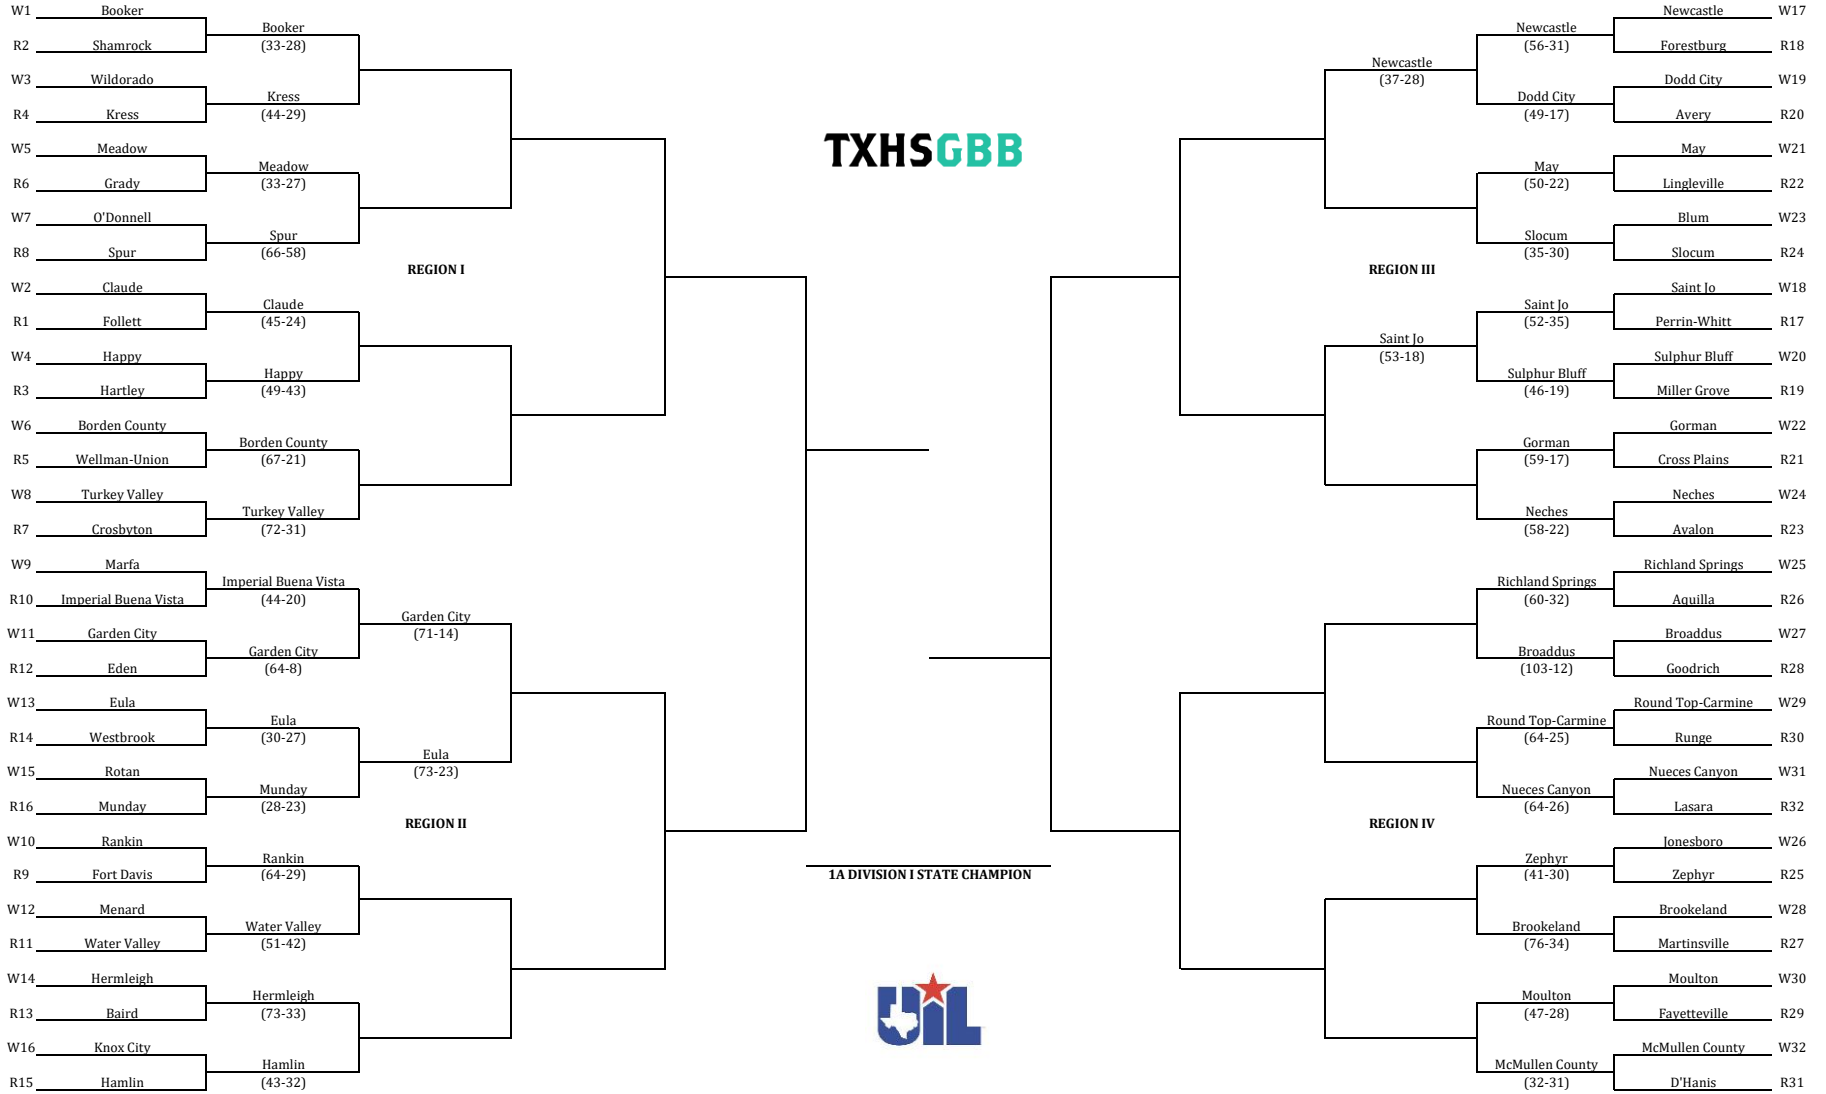 W1 Booker
Booker
(33-28)
R2 Shamrock
W3 Wildorado
Kress
(44-29)
R4 Kress
W5 Meadow
Meadow
(33-27)
R6 Grady
W7 O'Donnell
Spur
(66-58)
R8 Spur
REGION I
W2 Claude
Claude
(45-24)
R1 Follett
W4 Happy
Happy
(49-43)
R3 Hartley
W6 Borden County
Borden County
(67-21)
R5 Wellman-Union
W8 Turkey Valley
Turkey Valley
(72-31)
R7 Crosbyton
W9 Marfa
Imperial Buena Vista
(44-20)
R10 Imperial Buena Vista
Garden City
(71-14)
W11 Garden City
Garden City
(64-8)
R12 Eden
W13 Eula
Eula
(30-27)
R14 Westbrook
Eula
(73-23)
W15 Rotan
Munday
(28-23)
R16 Munday
REGION II
W10 Rankin
Rankin
(64-29)
R9 Fort Davis
W12 Menard
Water Valley
(51-42)
R11 Water Valley
W14 Hermleigh
Hermleigh
(73-33)
R13 Baird
W16 Knox City
Hamlin
(43-32)
R15 Hamlin
TXHSGBB
1A DIVISION I STATE CHAMPION
UIL
Newcastle W17
Newcastle
(56-31)
Forestburg R18
Newcastle
(37-28)
Dodd City W19
Dodd City
(49-17)
Avery R20
May W21
May
(50-22)
Lingleville R22
Blum W23
Slocum
(35-30)
Slocum R24
REGION III
Saint Jo W18
Saint Jo
(52-35)
Perrin-Whitt R17
Saint Jo
(53-18)
Sulphur Bluff W20
Sulphur Bluff
(46-19)
Miller Grove R19
Gorman W22
Gorman
(59-17)
Cross Plains R21
Neches W24
Neches
(58-22)
Avalon R23
Richland Springs W25
Richland Springs
(60-32)
Aquilla R26
Broaddus W27
Broaddus
(103-12)
Goodrich R28
Round Top-Carmine W29
Round Top-Carmine
(64-25)
Runge R30
Nueces Canyon W31
Nueces Canyon
(64-26)
Lasara R32
REGION IV
Jonesboro W26
Zephyr
(41-30)
Zephyr R25
Brookeland W28
Brookeland
(76-34)
Martinsville R27
Moulton W30
Moulton
(47-28)
Fayetteville R29
McMullen County W32
McMullen County
(32-31)
D'Hanis R31